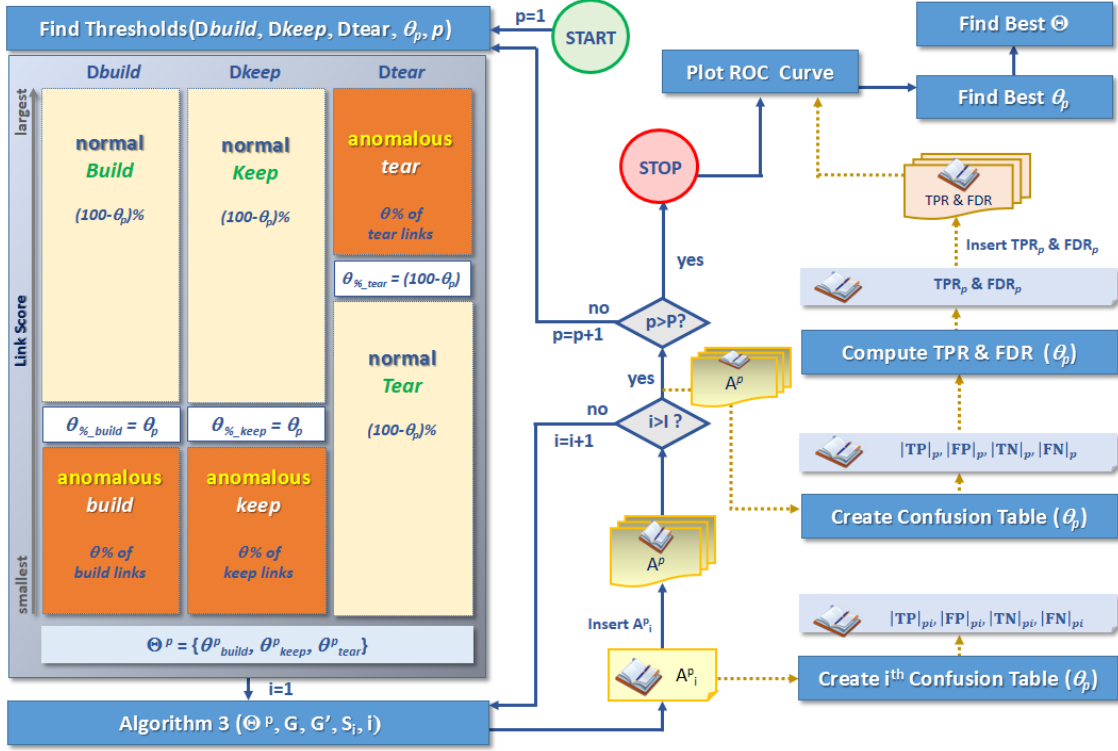 Find Thresholds(Dbuild, Dkeep, Dtear, θp, p)
p=1
START
Dbuild
Dkeep
Dtear
largest
Link Score
smallest
normal
Build
(100-θp)%
normal
Keep
(100-θp)%
anomalous
tear
θ% of
tear links
θ%_tear = (100-θp)
normal
Tear
(100-θp)%
θ%_build = θp
θ%_keep = θp
anomalous
build
θ% of
build links
anomalous
keep
θ% of
keep links
Θ p = {θpbuild, θpkeep, θptear}
i=1
Algorithm 3 (Θ p, G, G’, Si, i)
Find Best Θ
Plot ROC Curve
Find Best θp
STOP
TPR & FDR
Insert TPRp & FDRp
yes
TPRp & FDRp
no
p>P?
p=p+1
Compute TPR & FDR (θp)
yes
Ap
no
i>I ?
i=i+1
|TP|p, |FP|p, |TN|p, |FN|p
Create Confusion Table (θp)
Ap
Insert Api
|TP|pi, |FP|pi, |TN|pi, |FN|pi
Api
Create ith Confusion Table (θp)